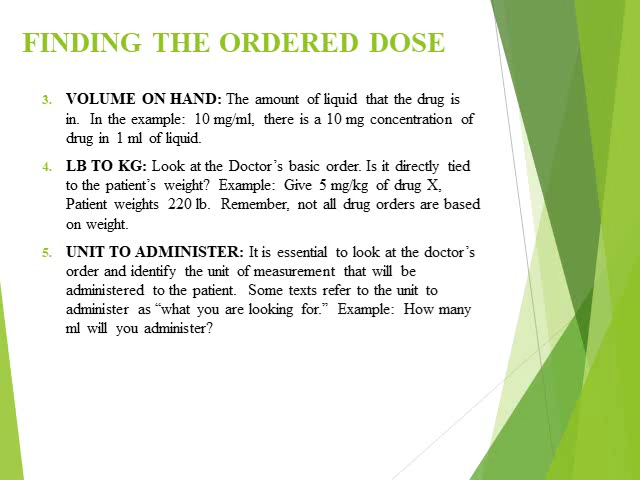 FINDING THE ORDERED DOSE
3. VOLUME ON HAND: The amount of liquid that the drug is
in. In the example: 10 mg/ml, there is a 10 mg concentration of
drug in 1 ml of liquid.
4. LB TO KG: Look at the Doctor’s basic order. Is it directly tied
to the patient’s weight? Example: Give 5 mg/kg of drug X,
Patient weights 220 lb. Remember, not all drug orders are based
on weight.
5. UNIT TO ADMINISTER: It is essential to look at the doctor’s
order and identify the unit of measurement that will be
administered to the patient. Some texts refer to the unit to
administer as “what you are looking for.” Example: How many
ml will you administer?